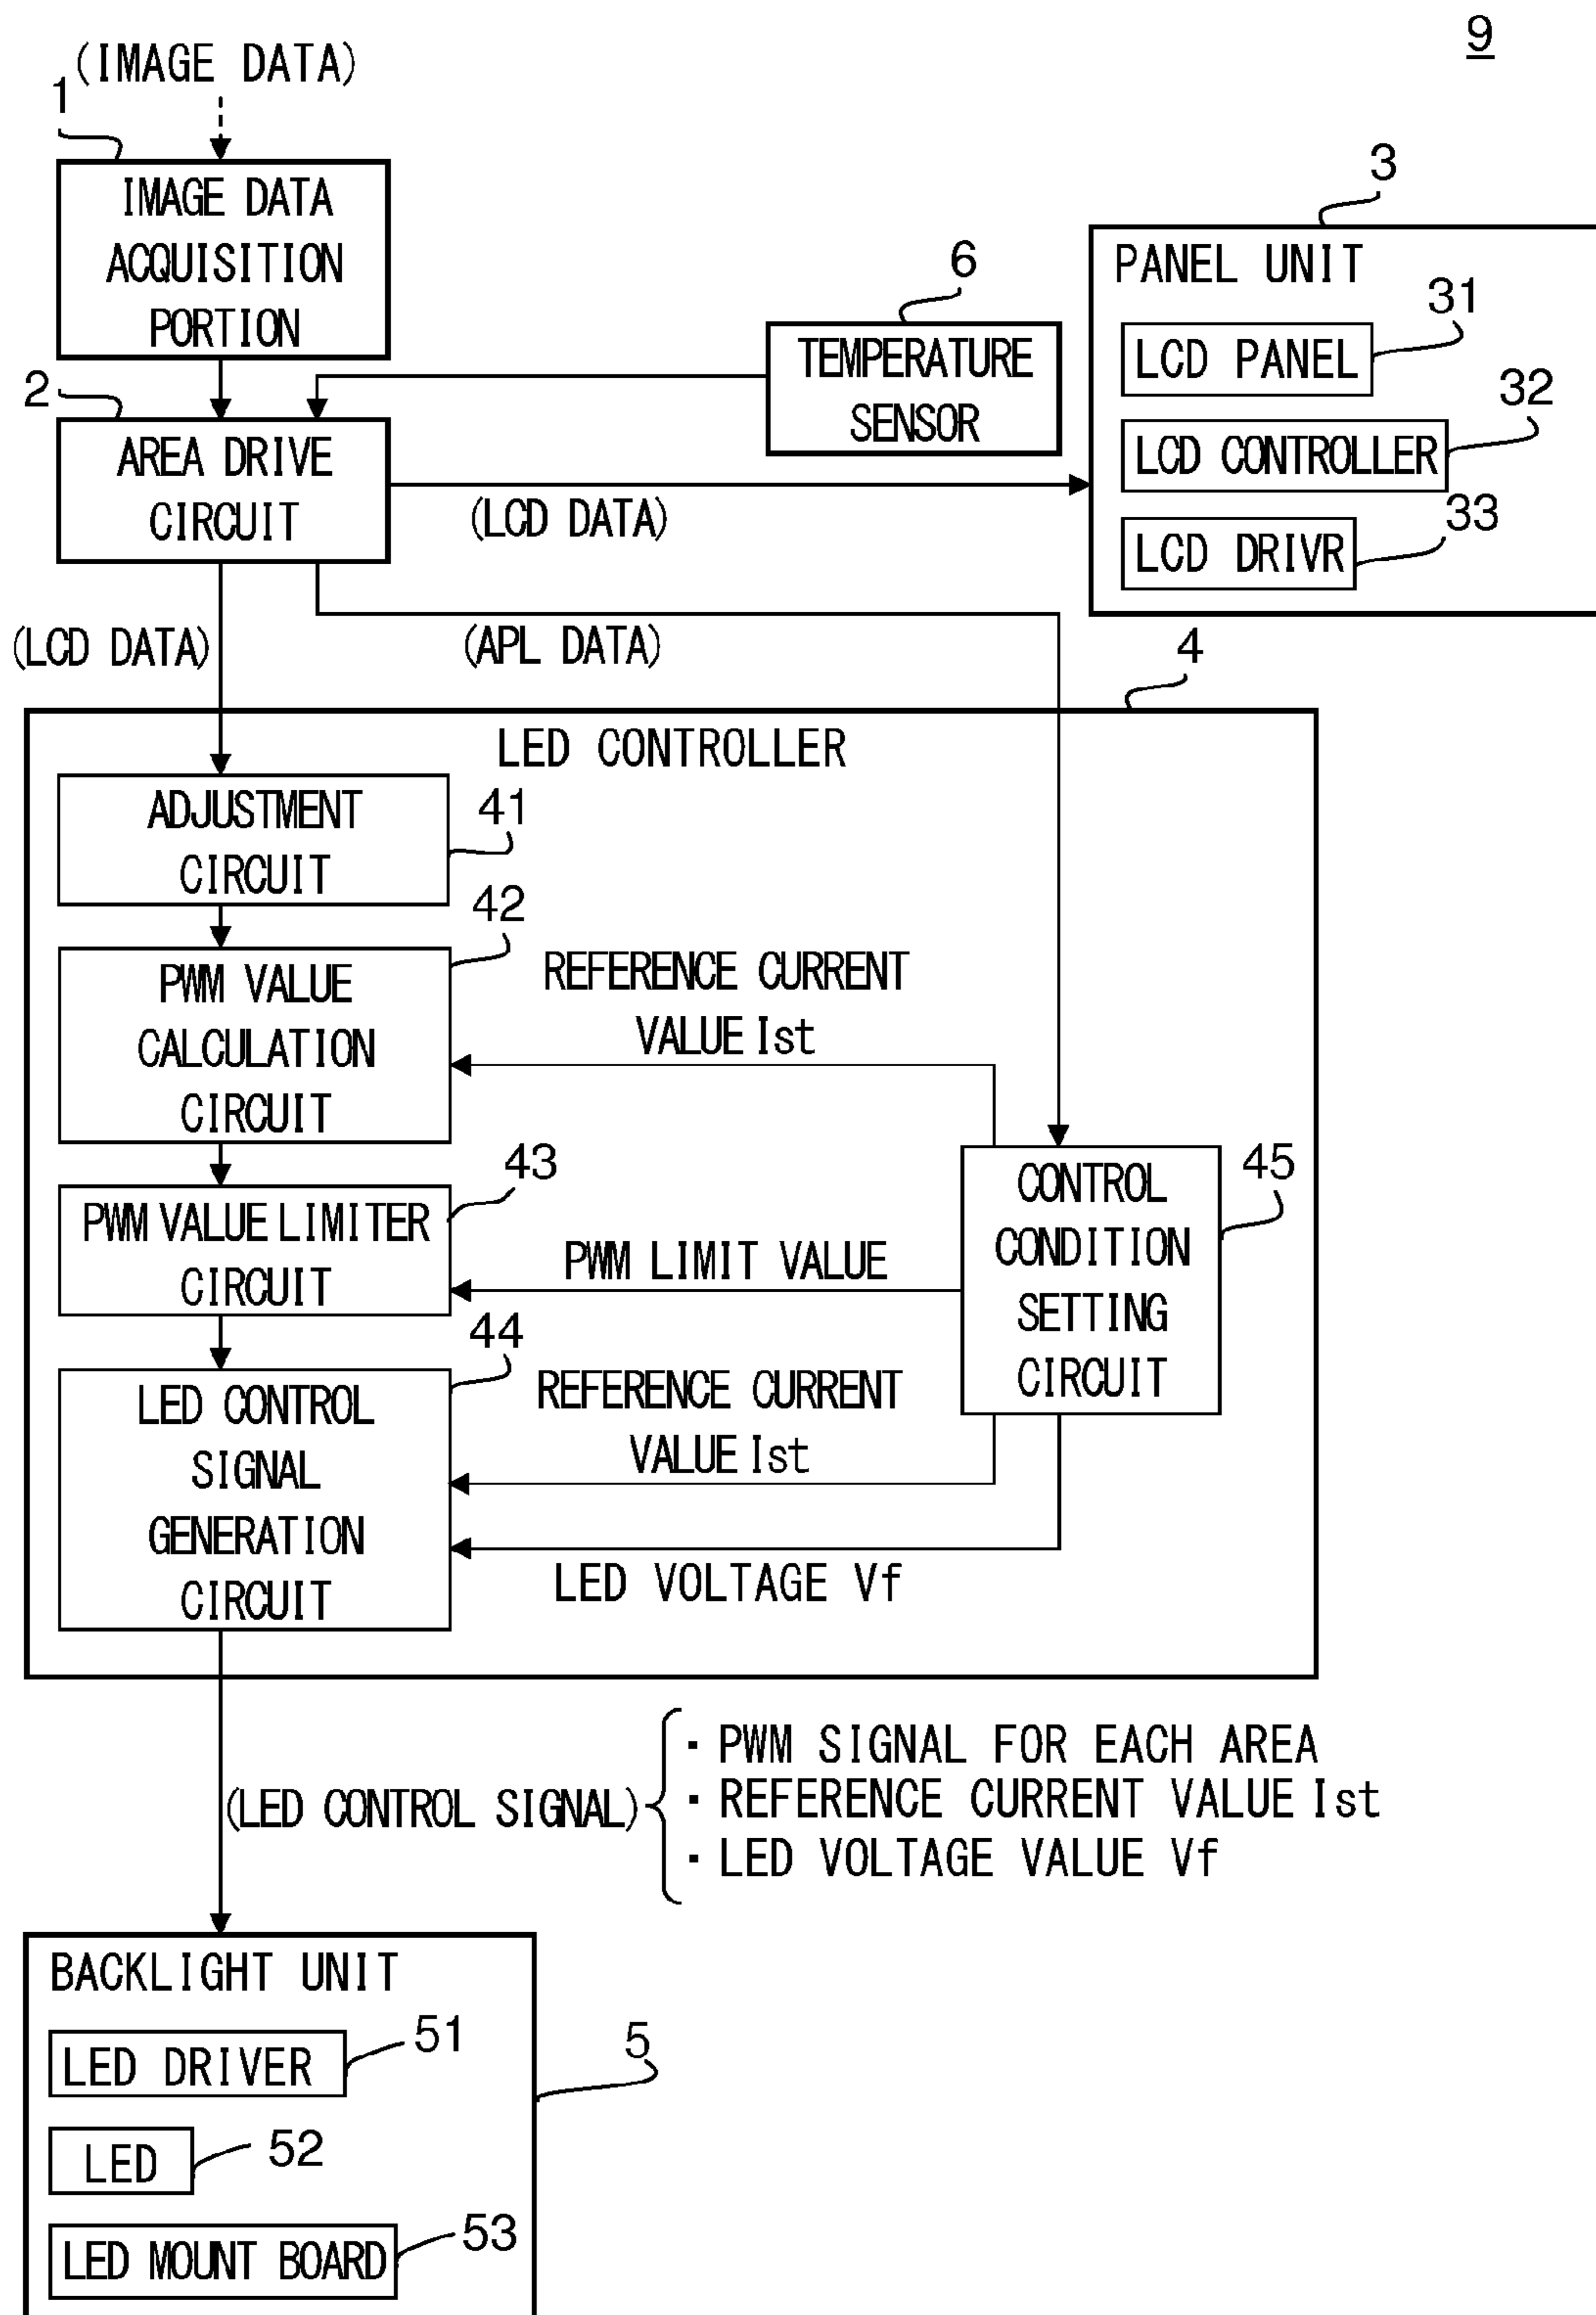 9
(IMAGE DATA)
1
IMAGE DATA
ACQUISITION
PORTION
3
PANEL UNIT
31
LCD PANEL
32
LCD CONTROLLER
33
LCD DRIVR
6
TEMPERATURE
SENSOR
2
AREA DRIVE
CIRCUIT
(LCD DATA)
(LCD DATA)
(APL DATA)
4
LED CONTROLLER
ADJUSTMENT
CIRCUIT
41
42
PWM VALUE
CALCULATION
CIRCUIT
REFERENCE CURRENT
VALUE Ist
43
PWM VALUE LIMITER
CIRCUIT
PWM LIMIT VALUE
45
CONTROL
CONDITION
SETTING
CIRCUIT
44
LED CONTROL
SIGNAL
GENERATION
CIRCUIT
REFERENCE CURRENT
VALUE Ist
LED VOLTAGE Vf
(LED CONTROL SIGNAL)
・PWM SIGNAL FOR EACH AREA
・REFERENCE CURRENT VALUE Ist
・LED VOLTAGE VALUE Vf
BACKLIGHT UNIT
5
LED DRIVER
51
LED
52
LED MOUNT BOARD
53